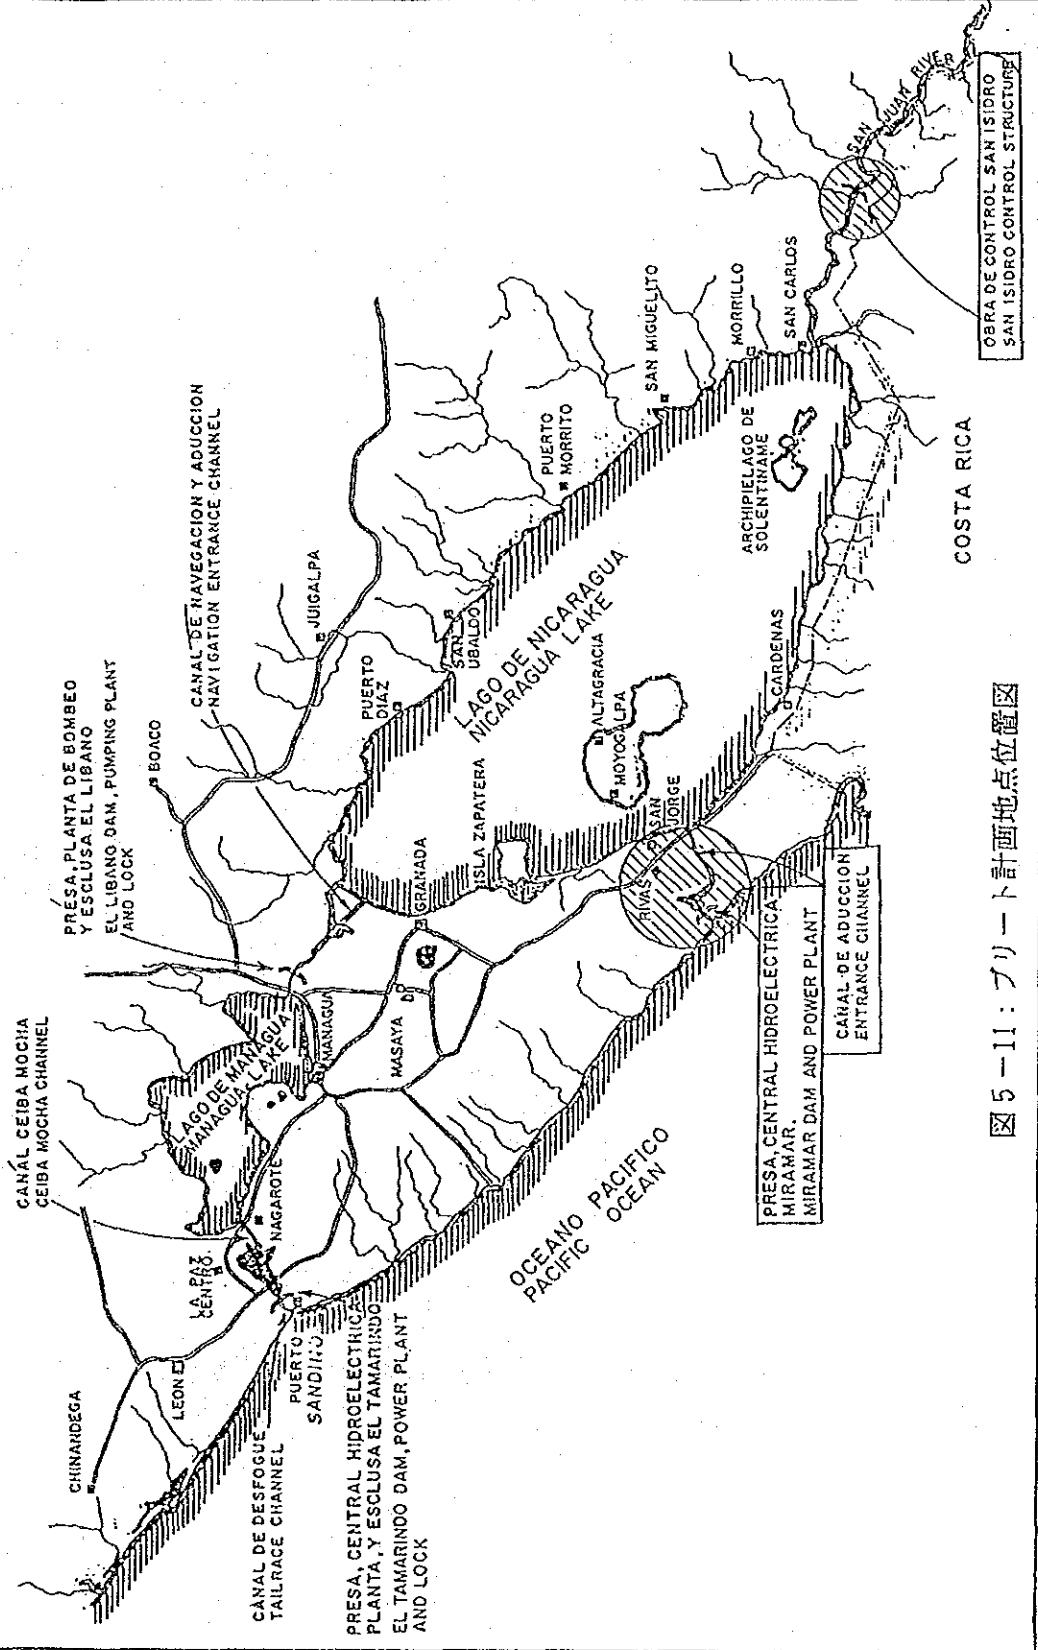 CANAL CEIBA MOCHA
CEIBA MOCHA CHANNEL
PRESA, PLANTA DE BOMBEO
Y ESCLUSA EL LIBANO
EL LIBANO DAM, PUMPING PLANT
AND LOCK
CANAL DE NAVEGACION Y ADUCCION
NAVIGATION ENTRANCE CHANNEL
CHINANDEGA
LEON
LA PAZ
CENTRO.
NAGAROTE
LAGO DE MANAGUA
MANAGUA LAKE
MANAGUA
MASAYA
BOACO
JUIGALPA
PUERTO
DIAZ
SAN
UBALDO
PUERTO
MORRITO
SAN MIGUELITO
MORRILLO
SAN CARLOS
SAN JUAN RIVER
GRANADA
ISLA ZAPATERA
LAGO DE NICARAGUA
NICARAGUA LAKE
ALTAGRACIA
MOYOGALPA
ARCHIPIELAGO DE
SOLENTINAME
RIVAS
SAN
JORGE
CARDENAS
COSTA RICA
PUERTO
SANDINO
CANAL DE DESFOGUE
TAILRACE CHANNEL
PRESA, CENTRAL HIDROELECTRICA
PLANTA, Y ESCLUSA EL TAMARINDO
EL TAMARINDO DAM, POWER PLANT
AND LOCK
OCEANO PACIFICO
PACIFIC OCEAN
PRESA, CENTRAL HIDROELECTRICA
MIRAMAR.
MIRAMAR DAM AND POWER PLANT
CANAL DE ADUCCION
ENTRANCE CHANNEL
OBRA DE CONTROL SAN ISIDRO
SAN ISIDRO CONTROL STRUCTURE
図5-11：ブリート計画地点位置図